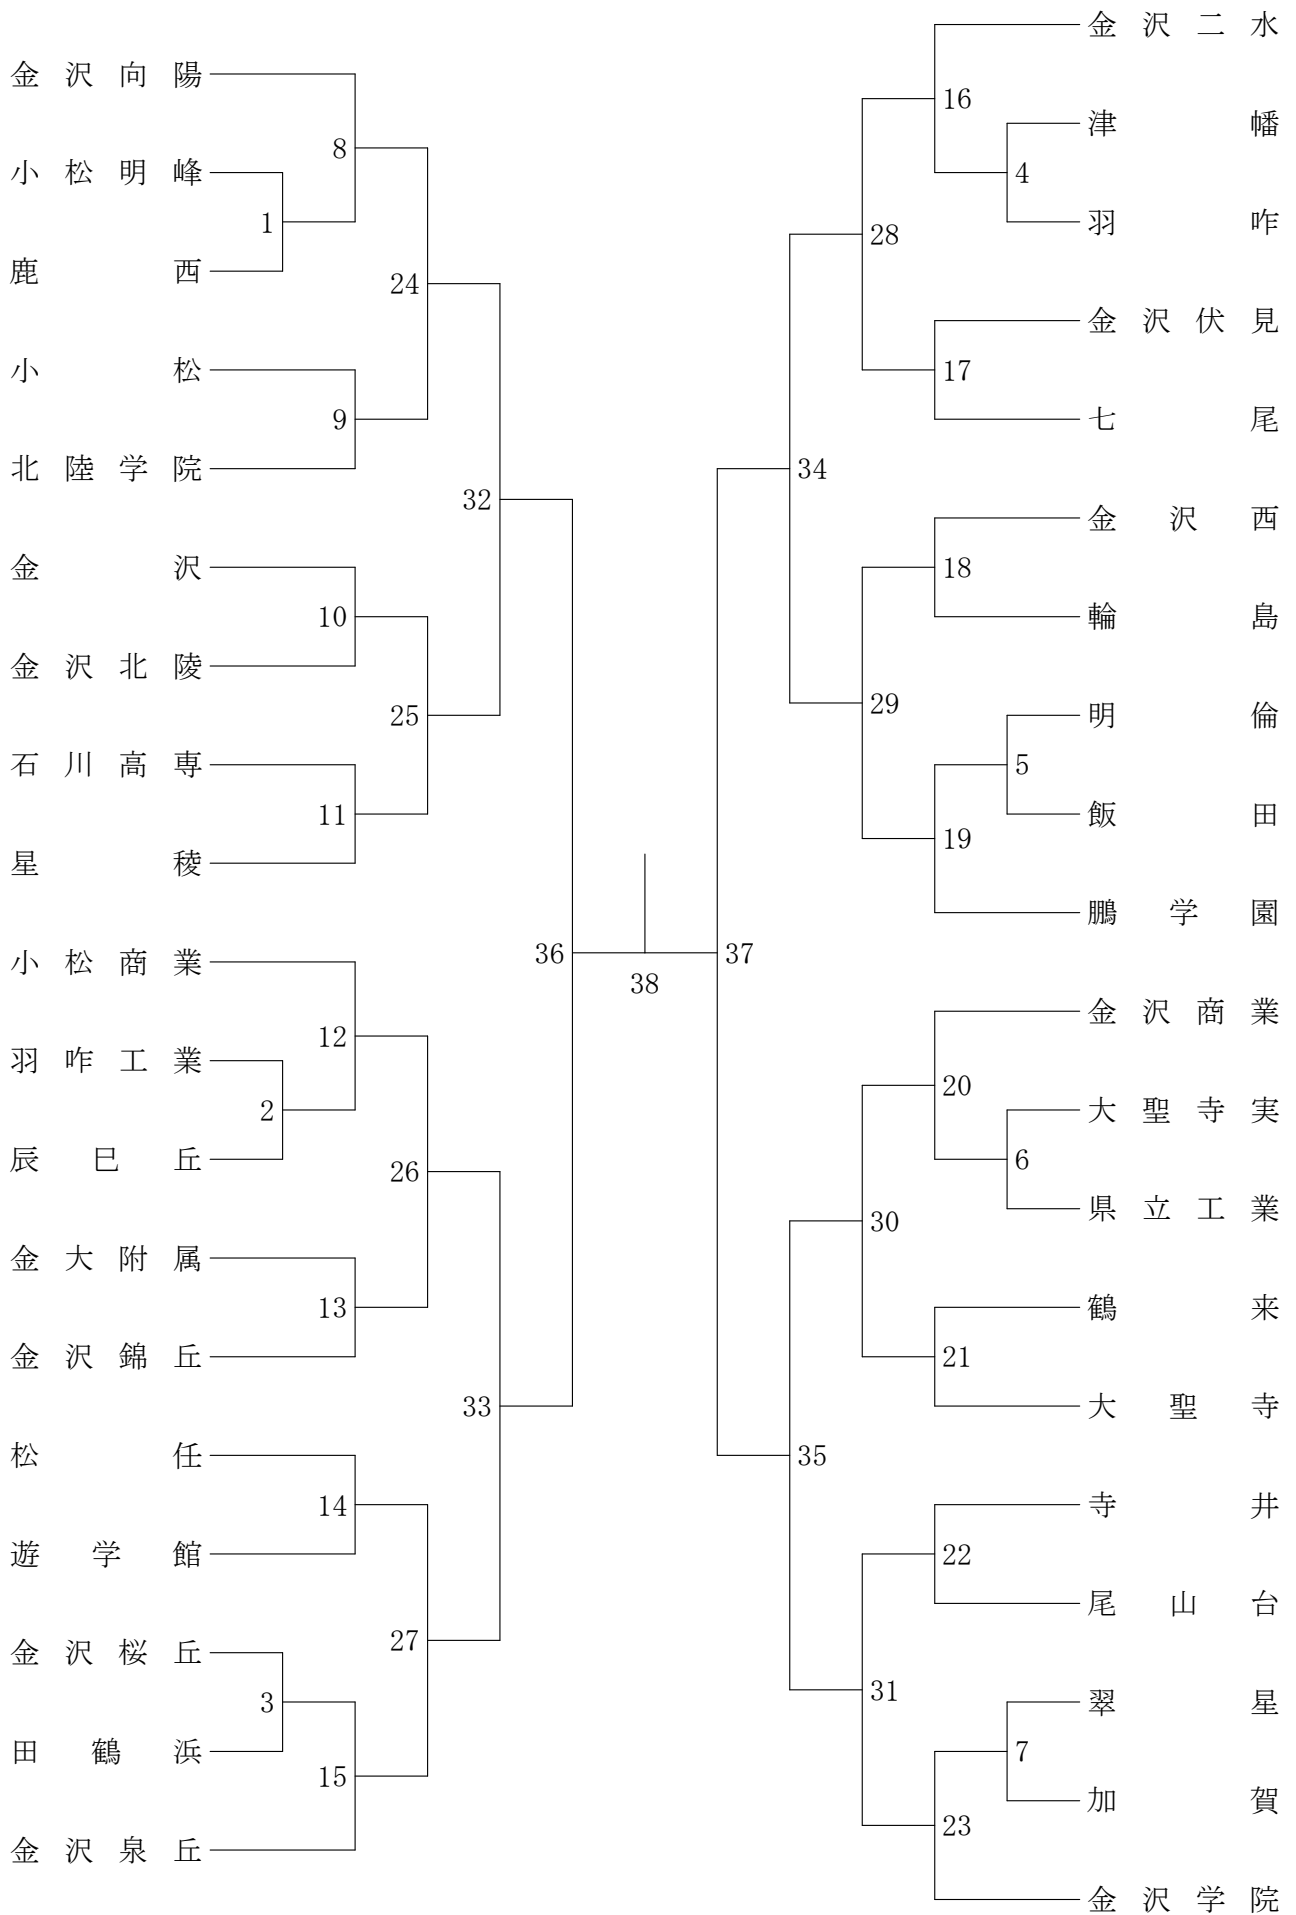 金沢向陽
小松明峰
鹿西
小松
北陸学院
金沢
金沢北陵
石川高専
星稜
小松商業
羽咋工業
辰巳丘
金大附属
金沢錦丘
松任
遊学館
金沢桜丘
田鶴浜
金沢泉丘
1
2
3
8
9
10
11
12
13
14
15
24
25
26
27
32
33
36
38
37
34
35
28
29
30
31
16
17
18
19
20
21
22
23
4
5
6
7
金沢二水
津幡
羽咋
金沢伏見
七尾
金沢西
輪島
明倫
飯田
鵬学園
金沢商業
大聖寺実
県立工業
鶴来
大聖寺
寺井
尾山台
翠星
加賀
金沢学院